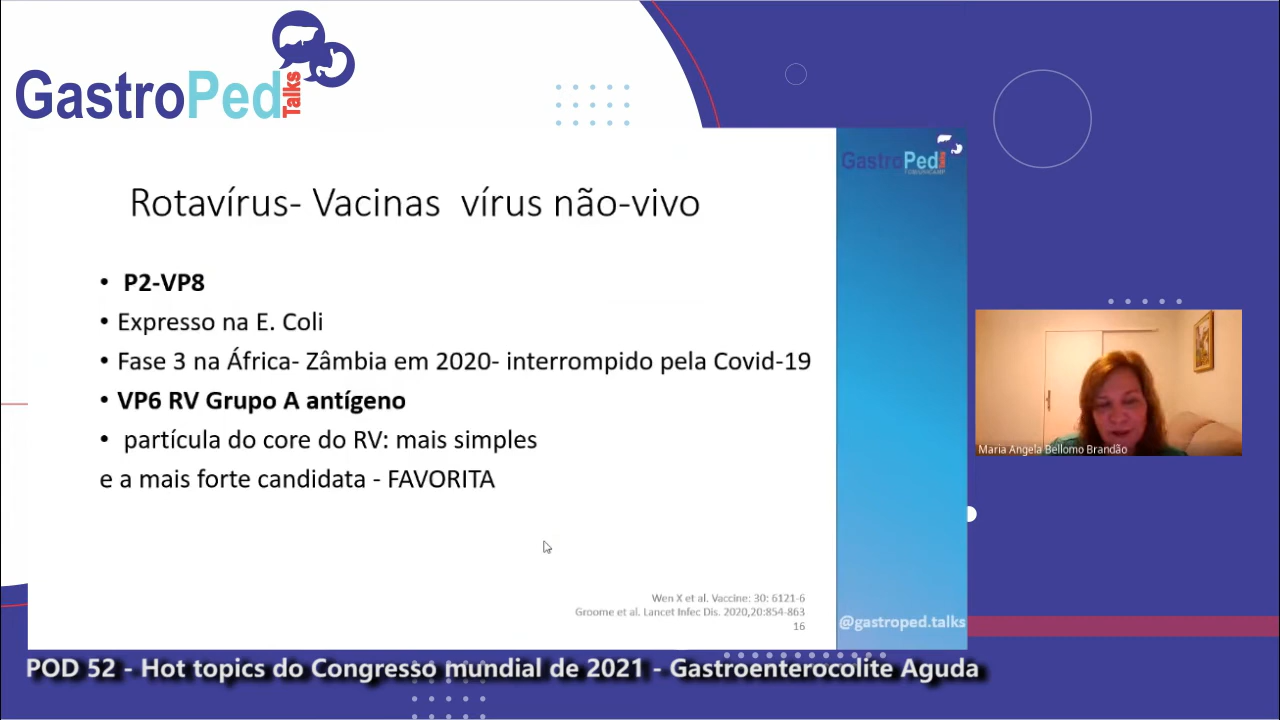 GastroPed Talks
GastroPed
Rotavírus- Vacinas vírus não-vivo
• P2-VP8
• Expresso na E. Coli
• Fase 3 na África- Zâmbia em 2020- interrompido pela Covid-19
• VP6 RV Grupo A antígeno
• partícula do core do RV: mais simples
e a mais forte candidata - FAVORITA
Wen X et al. Vaccine: 30: 6121-6
Groome et al. Lancet Infec Dis. 2020,20:854-863
16
@gastroped.talks
Maria Angela Bellomo Brandão
POD 52 - Hot topics do Congresso mundial de 2021 - Gastroenterocolite Aguda